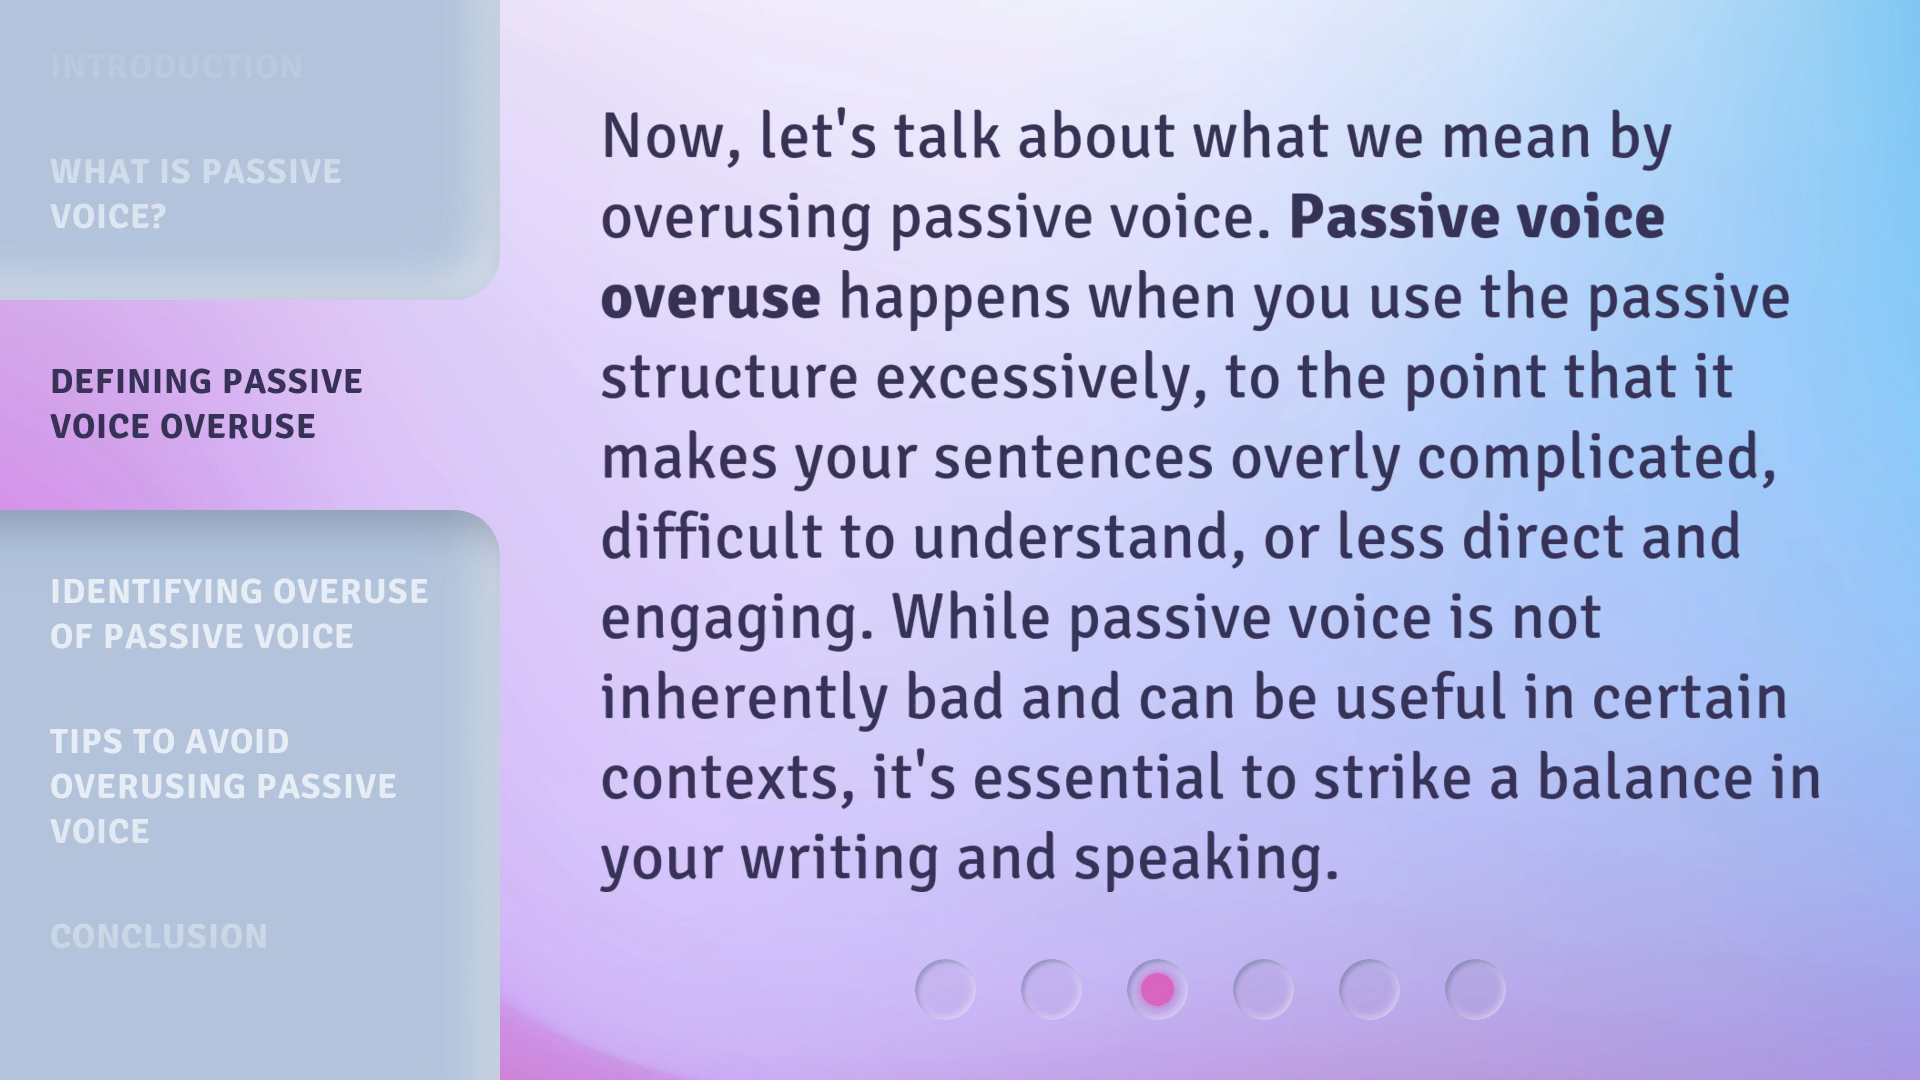 INTRODUCTION
WHAT IS PASSIVE
VOICE?
DEFINING PASSIVE
VOICE OVERUSE
IDENTIFYING OVERUSE
OF PASSIVE VOICE
TIPS TO AVOID
OVERUSING PASSIVE
VOICE
CONCLUSION
Now, let's talk about what we mean by
overusing passive voice. Passive voice
overuse happens when you use the passive
structure excessively, to the point that it
makes your sentences overly complicated,
difficult to understand, or less direct and
engaging. While passive voice is not
inherently bad and can be useful in certain
contexts, it's essential to strike a balance in
your writing and speaking.